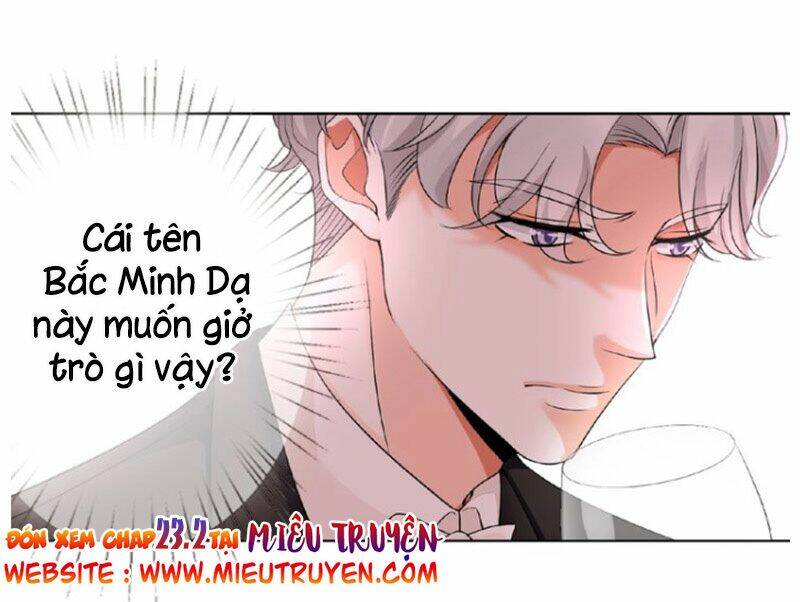 Cái tên
Bắc Minh Dạ
này muốn giở
trò gì vậy?
ĐÓN XEM CHAP 23.2 TẠI MIÊU TRUYỆN
WEBSITE : WWW.MIEUTRUYEN.COM